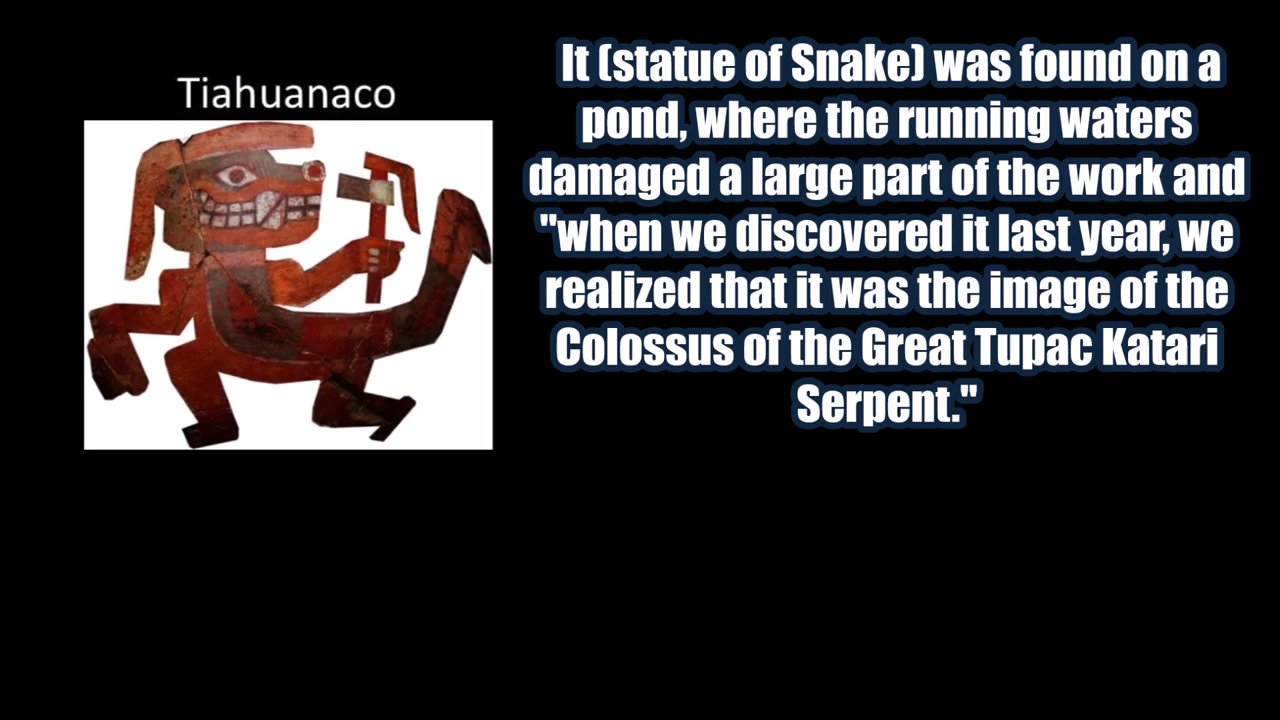 Tiahuanaco
It (statue of Snake) was found on a
pond, where the running waters
damaged a large part of the work and
"when we discovered it last year, we
realized that it was the image of the
Colossus of the Great Tupac Katari
Serpent."